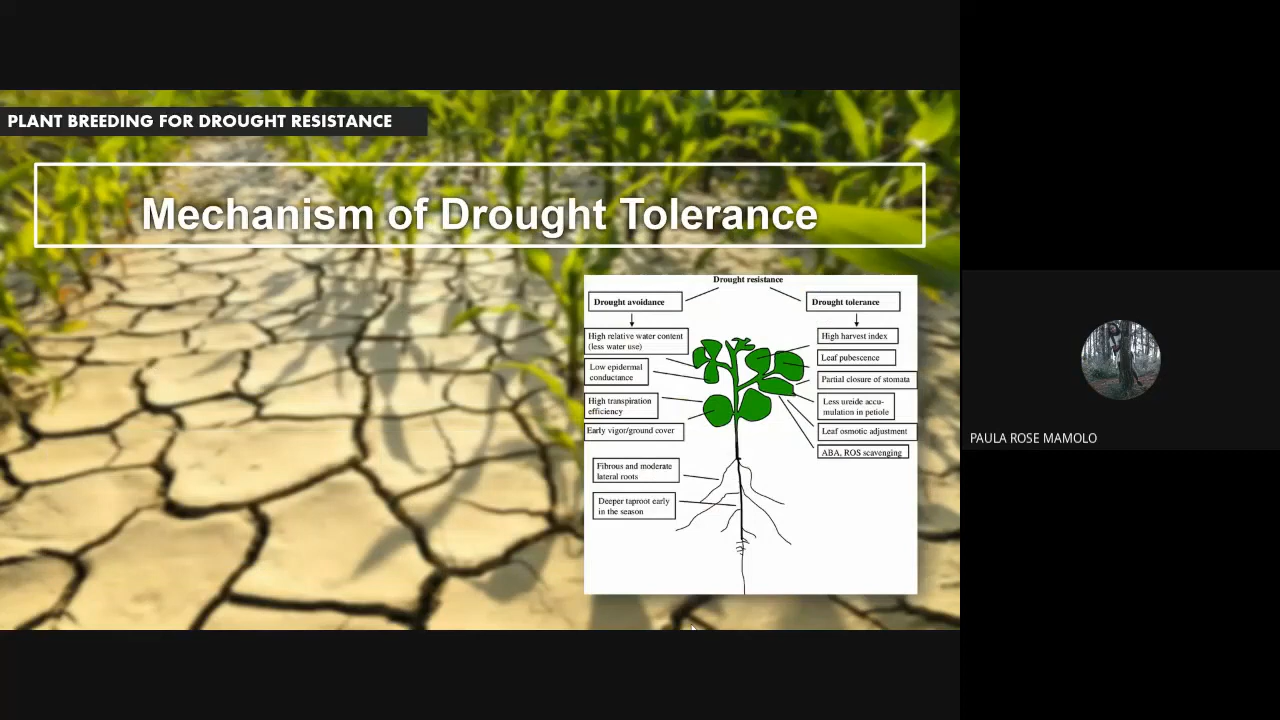 PLANT BREEDING FOR DROUGHT RESISTANCE
Mechanism of Drought Tolerance
Drought resistance
Drought avoidance
High relative water content
(less water use)
Low epidermal
conductance
High transpiration
efficiency
Early vigor/ground cover
Fibrous and moderate
lateral roots
Deeper taproot early
in the season
Drought tolerance
High harvest index
Leaf pubescence
Partial closure of stomata
Less ureide accu-
mulation in petiole
Leaf osmotic adjustment
ABA, ROS scavenging
PAULA ROSE MAMOLO